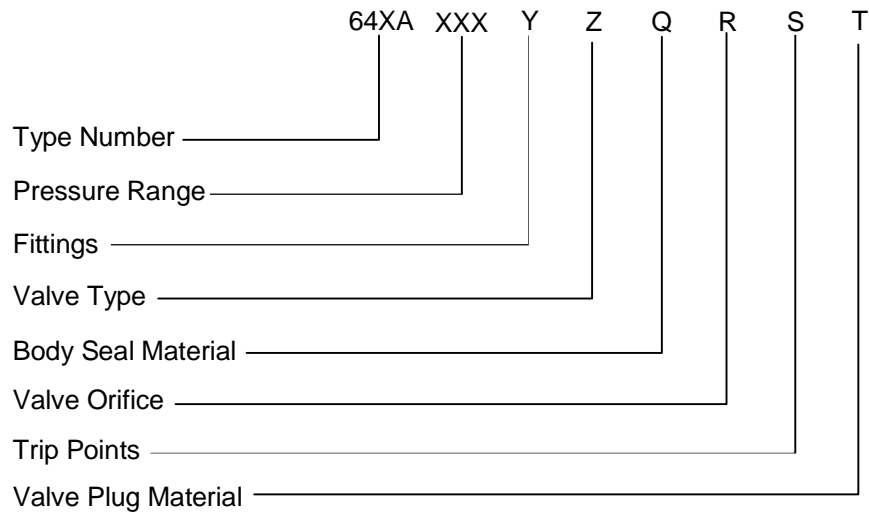 64XA XXX Y Z Q R S T
Type Number
Pressure Range
Fittings
Valve Type
Body Seal Material
Valve Orifice
Trip Points
Valve Plug Material